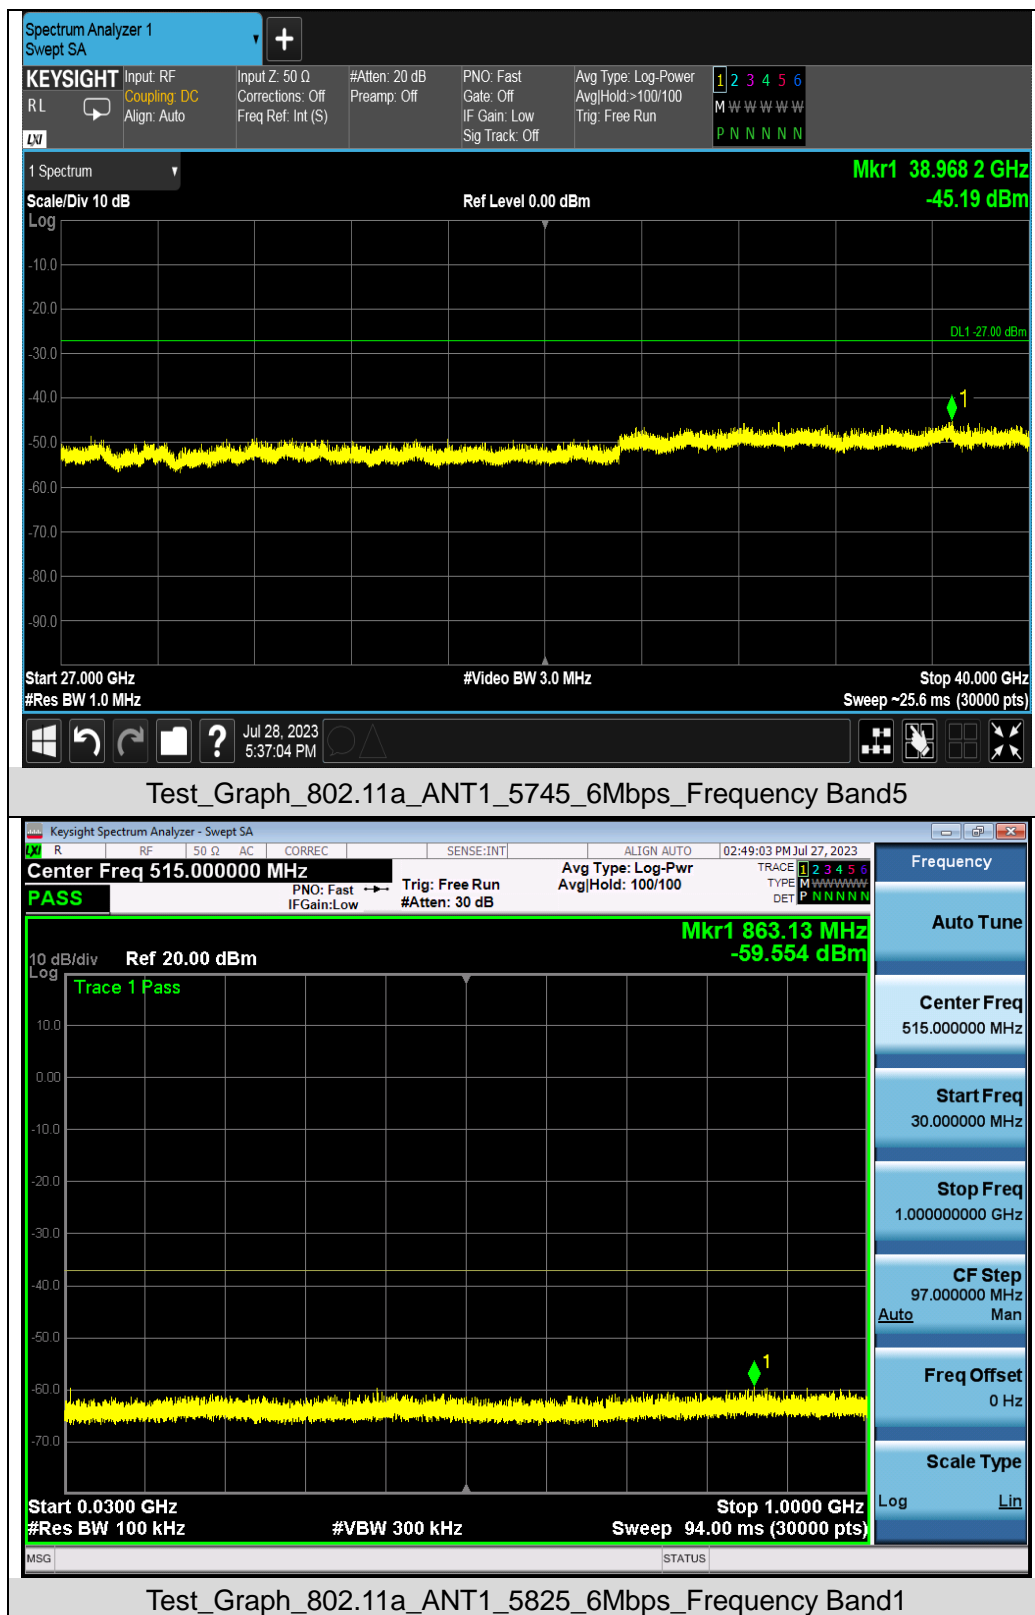 Spectrum Analyzer 1
Swept SA
KEYSIGHT Input: RF Input Z: 50 Ω #Atten: 20 dB PNO: Fast Avg Type: Log-Power 1 2 3 4 5 6
RL Coupling: DC Corrections: Off Preamp: Off Gate: Off Avg|Hold:>100/100 M W W W W W
Align: Auto Freq Ref: Int (S) IF Gain: Low Trig: Free Run
LXI Sig Track: Off P N N N N N
1 Spectrum Mkr1 38.968 2 GHz
Scale/Div 10 dB Ref Level 0.00 dBm -45.19 dBm
Log
-10.0
-20.0
DL1 -27.00 dBm
-30.0
-40.0
1
-50.0
-60.0
-70.0
-80.0
-90.0
Start 27.000 GHz #Video BW 3.0 MHz Stop 40.000 GHz
#Res BW 1.0 MHz Sweep ~25.6 ms (30000 pts)
? Jul 28, 2023
5:37:04 PM
Test_Graph_802.11a_ANT1_5745_6Mbps_Frequency Band5
Keysight Spectrum Analyzer - Swept SA
LXI R RF 50 Ω AC CORREC SENSE:INT ALIGN AUTO 02:49:03 PM Jul 27, 2023
Center Freq 515.000000 MHz Avg Type: Log-Pwr TRACE 1 2 3 4 5 6
PASS PNO: Fast Trig: Free Run Avg|Hold: 100/100 TYPE M W W W W W
IFGain:Low #Atten: 30 dB DET P N N N N N
Mkr1 863.13 MHz
10 dB/div Ref 20.00 dBm -59.554 dBm
Log
Trace 1 Pass
10.0
0.00
-10.0
-20.0
-30.0
-40.0
-50.0
1
-60.0
-70.0
Start 0.0300 GHz Stop 1.0000 GHz
#Res BW 100 kHz #VBW 300 kHz Sweep 94.00 ms (30000 pts)
MSG STATUS
Frequency
Auto Tune
Center Freq
515.000000 MHz
Start Freq
30.000000 MHz
Stop Freq
1.000000000 GHz
CF Step
97.000000 MHz
Auto Man
Freq Offset
0 Hz
Scale Type
Log Lin
Test_Graph_802.11a_ANT1_5825_6Mbps_Frequency Band1